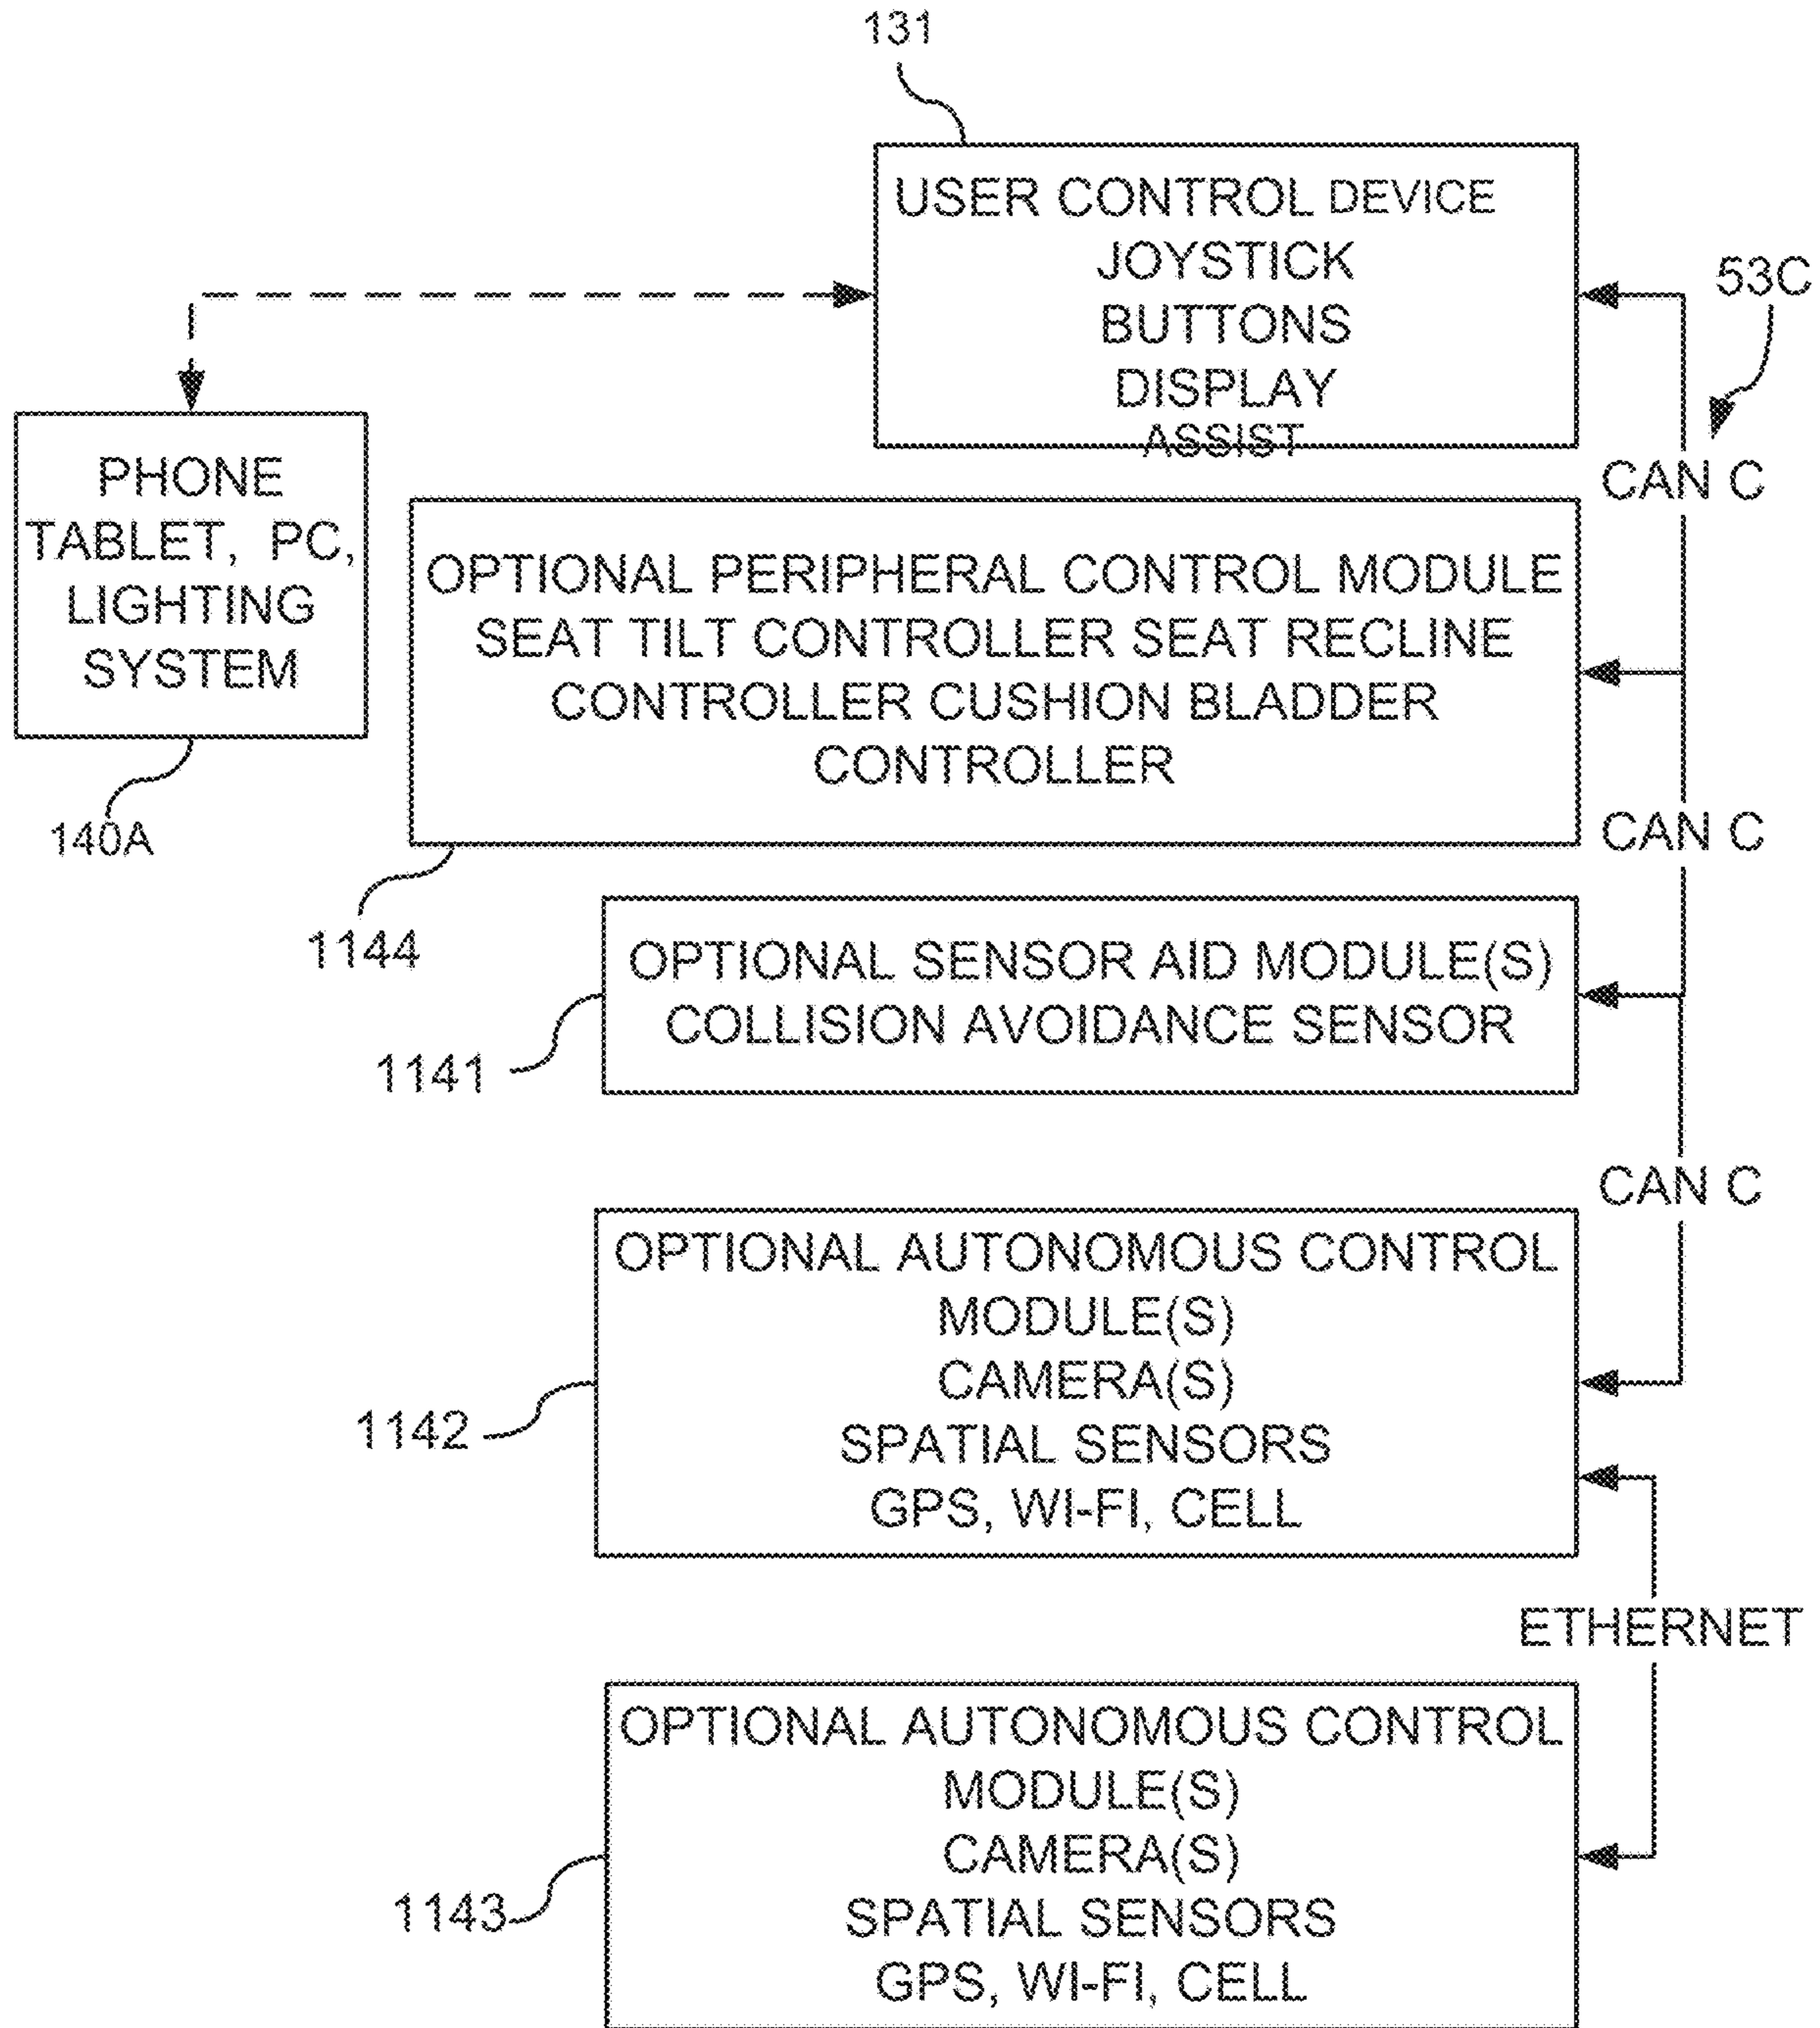 131
USER CONTROL DEVICE
JOYSTICK
BUTTONS
DISPLAY
ASSIST
53C
CAN C
PHONE
TABLET, PC,
LIGHTING
SYSTEM
140A
OPTIONAL PERIPHERAL CONTROL MODULE
SEAT TILT CONTROLLER SEAT RECLINE
CONTROLLER CUSHION BLADDER
CONTROLLER
1144
CAN C
OPTIONAL SENSOR AID MODULE(S)
COLLISION AVOIDANCE SENSOR
1141
CAN C
OPTIONAL AUTONOMOUS CONTROL
MODULE(S)
CAMERA(S)
SPATIAL SENSORS
GPS, WI-FI, CELL
1142
ETHERNET
OPTIONAL AUTONOMOUS CONTROL
MODULE(S)
CAMERA(S)
SPATIAL SENSORS
GPS, WI-FI, CELL
1143